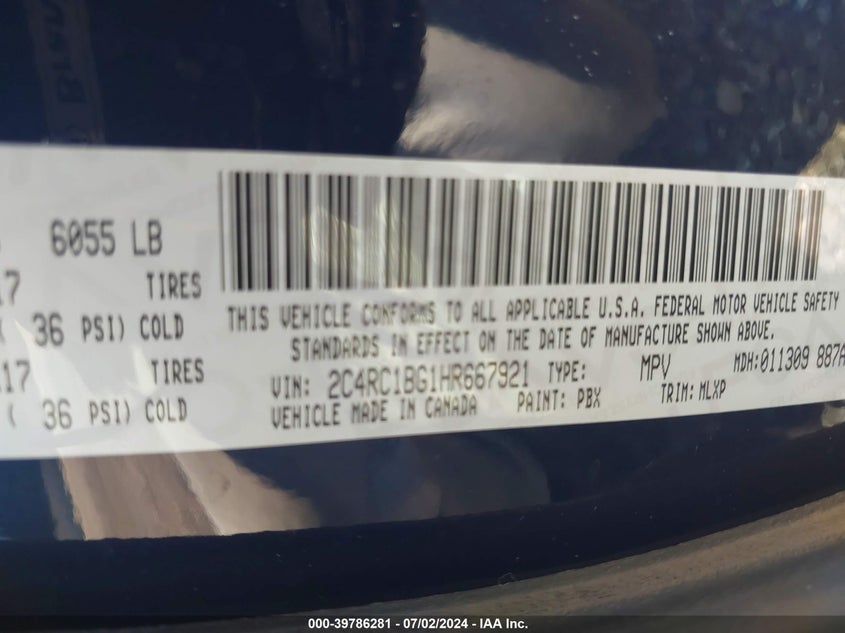 6055 LB
17 TIRES
36 PSI) COLD
17
( 36 PSI) COLD
THIS VEHICLE CONFORMS TO ALL APPLICABLE U.S.A. FEDERAL MOTOR VEHICLE SAFETY
STANDARDS IN EFFECT ON THE DATE OF MANUFACTURE SHOWN ABOVE.
VIN: 2C4RC1BG1HR667921 TYPE: MPV MDH:011309 887A
VEHICLE MADE IN CANADA PAINT: PBX TRIM: MLXP
000-39786281 - 07/02/2024 - IAA Inc.